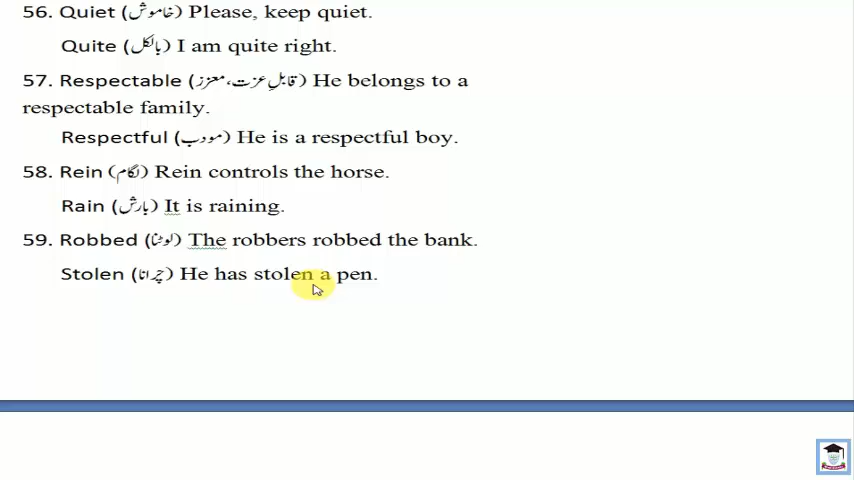 56. Quiet (خاموش) Please, keep quiet.
Quite (بالکل) I am quite right.
57. Respectable (قابلِ عزت، معزز) He belongs to a
respectable family.
Respectful (مودب) He is a respectful boy.
58. Rein (لگام) Rein controls the horse.
Rain (بارش) It is raining.
59. Robbed (لوٹنا) The robbers robbed the bank.
Stolen (چرانا) He has stolen a pen.